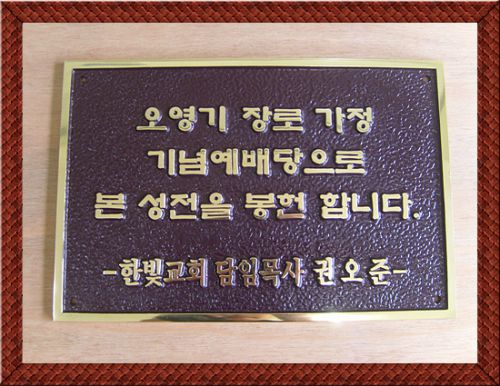 오영기 장로 가정
기념예배당으로
본 성전을 봉헌 합니다.
-한빛교회 담임목사 권오준-